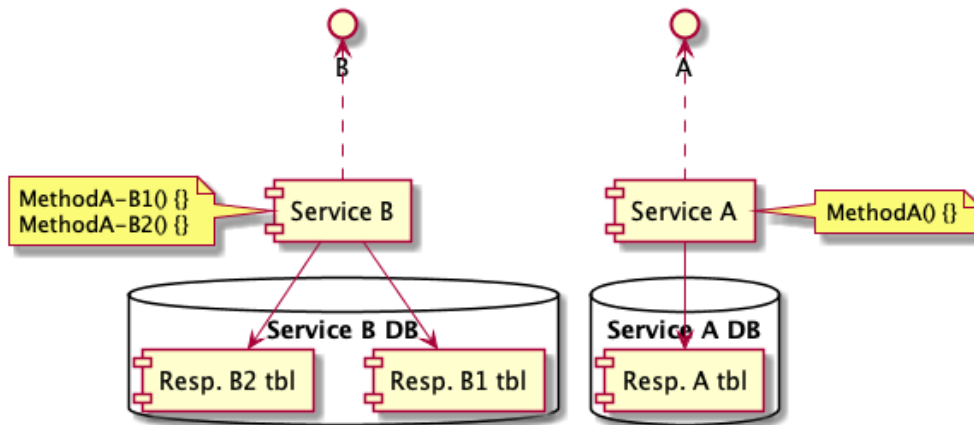 B
A
MethodA-B1() {}
MethodA-B2() {}
Service B
Service A
MethodA() {}
Service B DB
Service A DB
Resp. B2 tbl
Resp. B1 tbl
Resp. A tbl